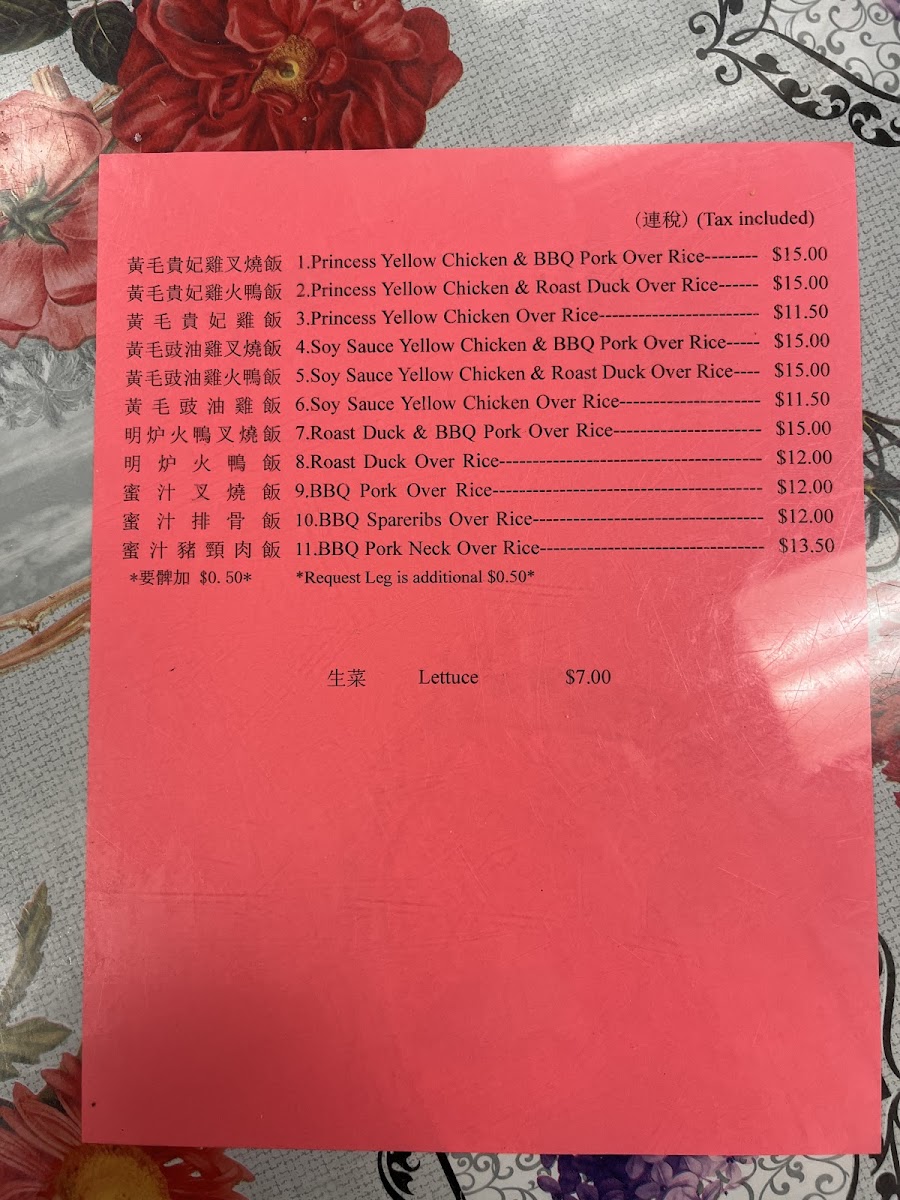 (連稅) (Tax included)
黃毛貴妃雞叉燒飯 1.Princess Yellow Chicken & BBQ Pork Over Rice-------- $15.00
黃毛貴妃雞火鴨飯 2.Princess Yellow Chicken & Roast Duck Over Rice------ $15.00
黃毛貴妃雞飯 3.Princess Yellow Chicken Over Rice------------------------ $11.50
黃毛豉油雞叉燒飯 4.Soy Sauce Yellow Chicken & BBQ Pork Over Rice----- $15.00
黃毛豉油雞火鴨飯 5.Soy Sauce Yellow Chicken & Roast Duck Over Rice---- $15.00
黃毛豉油雞飯 6.Soy Sauce Yellow Chicken Over Rice--------------------- $11.50
明炉火鴨叉燒飯 7.Roast Duck & BBQ Pork Over Rice---------------------- $15.00
明炉火鴨飯 8.Roast Duck Over Rice--------------------------------------- $12.00
蜜汁叉燒飯 9.BBQ Pork Over Rice---------------------------------------- $12.00
蜜汁排骨飯 10.BBQ Spareribs Over Rice---------------------------------- $12.00
蜜汁豬頸肉飯 11.BBQ Pork Neck Over Rice--------------------------------- $13.50
*要髀加 $0.50* *Request Leg is additional $0.50*
生菜 Lettuce $7.00